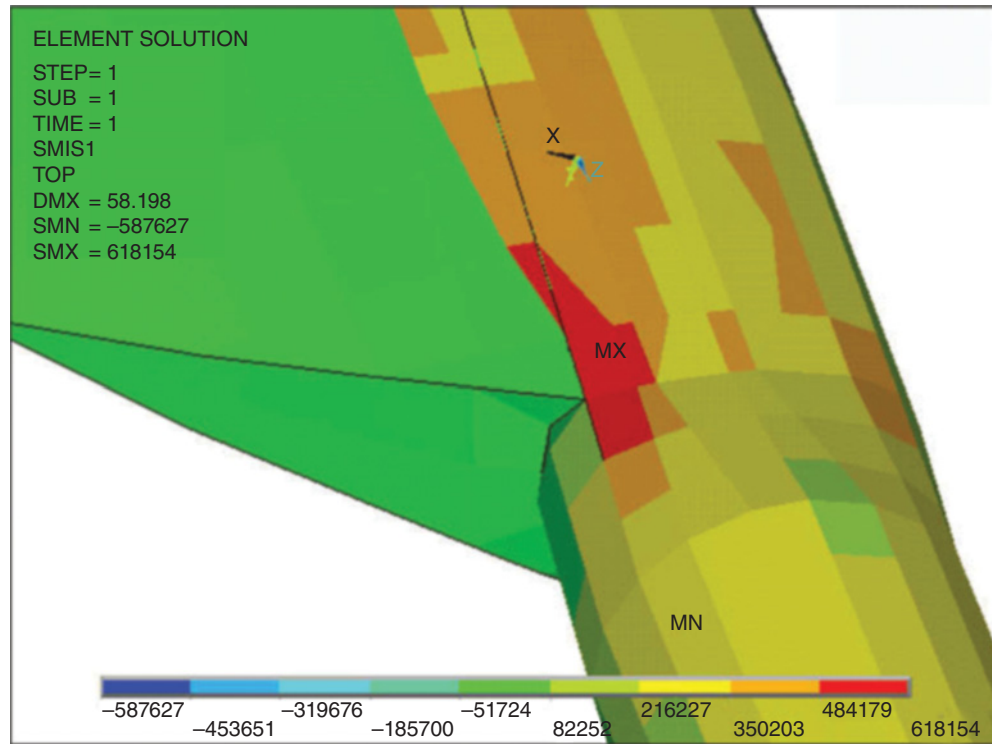 ELEMENT SOLUTION
STEP= 1
SUB = 1
TIME = 1
SMIS1
TOP
DMX = 58.198
SMN = –587627
SMX = 618154
X
Z
MX
MN
–587627 –319676 –51724 216227 484179
–453651 –185700 82252 350203 618154